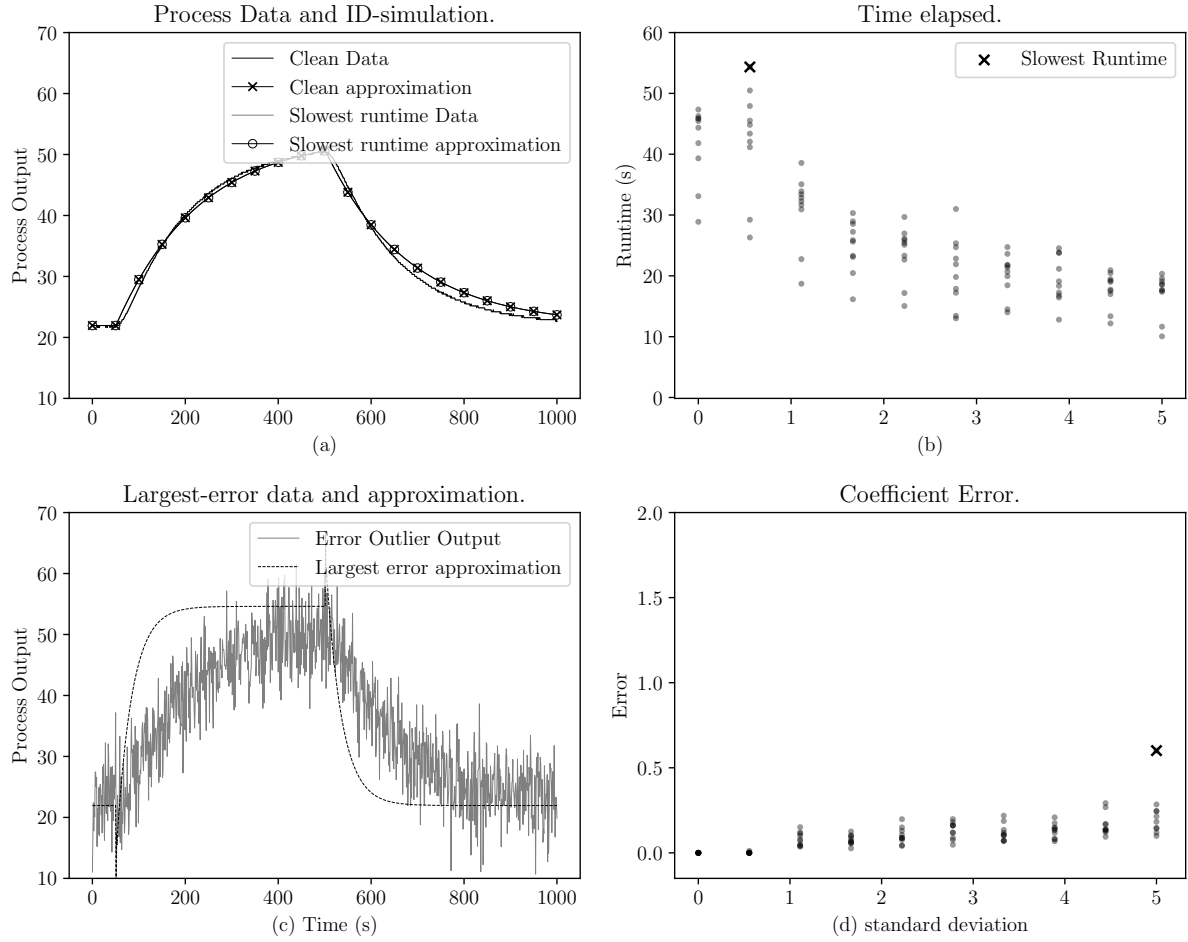 Process Data and ID-simulation.
70
60
50
40
30
20
10
Process Output
Clean Data
Clean approximation
Slowest runtime Data
Slowest runtime approximation
0 200 400 600 800 1000
(a)
Time elapsed.
60
50
40
30
20
10
0
Runtime (s)
Slowest Runtime
0 1 2 3 4 5
(b)
Largest-error data and approximation.
70
60
50
40
30
20
10
Process Output
Error Outlier Output
Largest error approximation
0 200 400 600 800 1000
(c) Time (s)
Coefficient Error.
2.0
1.5
1.0
0.5
0.0
Error
0 1 2 3 4 5
(d) standard deviation